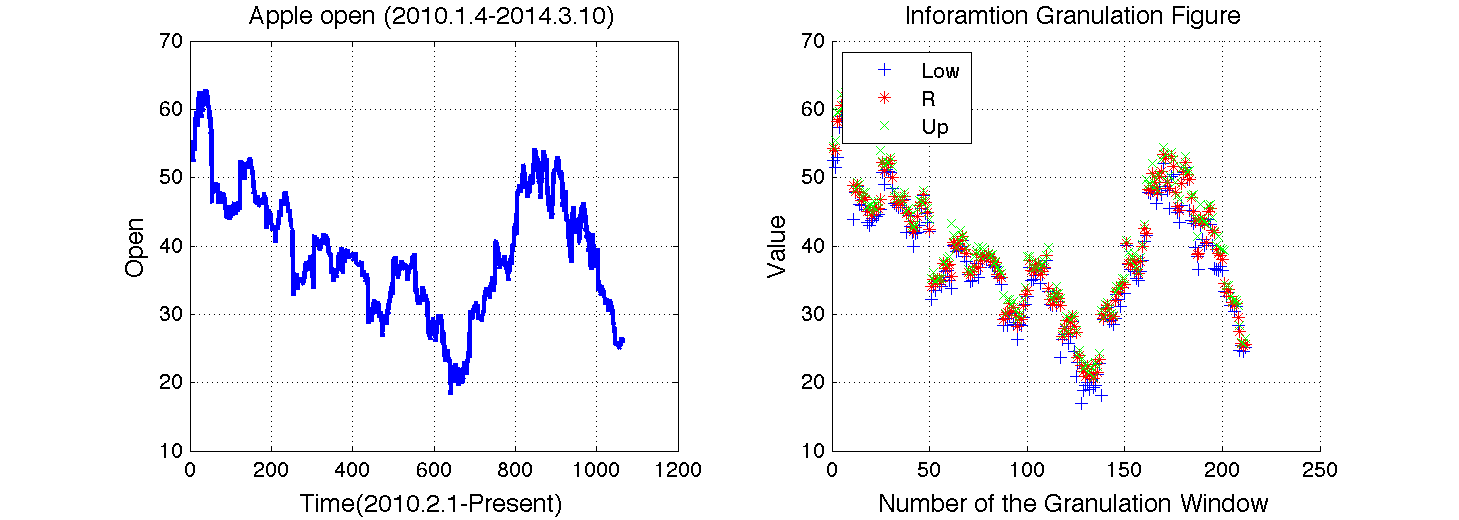 Apple open (2010.1.4-2014.3.10)
70
60
50
40
30
20
10
Open
0 200 400 600 800 1000 1200
Time(2010.2.1-Present)
Inforamtion Granulation Figure
70
60
50
40
30
20
10
Value
Low
R
Up
0 50 100 150 200 250
Number of the Granulation Window